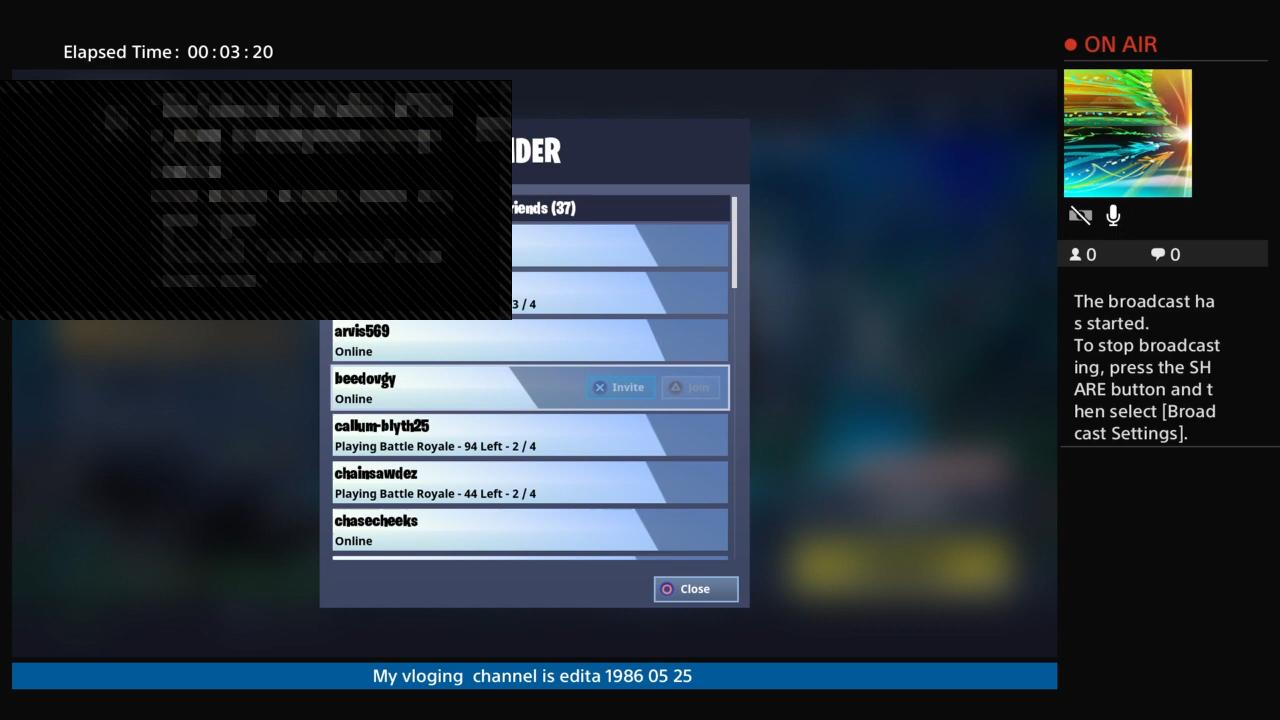 Elapsed Time: 00:03:20
ON AIR
(37)
3 / 4
arvis569
Online
beedovgy
Online
Invite
Join
callum-blyth25
Playing Battle Royale - 94 Left - 2 / 4
chainsawdez
Playing Battle Royale - 44 Left - 2 / 4
chasecheeks
Online
Close
0
0
The broadcast ha
s started.
To stop broadcast
ing, press the SH
ARE button and t
hen select [Broad
cast Settings].
My vloging channel is edita 1986 05 25